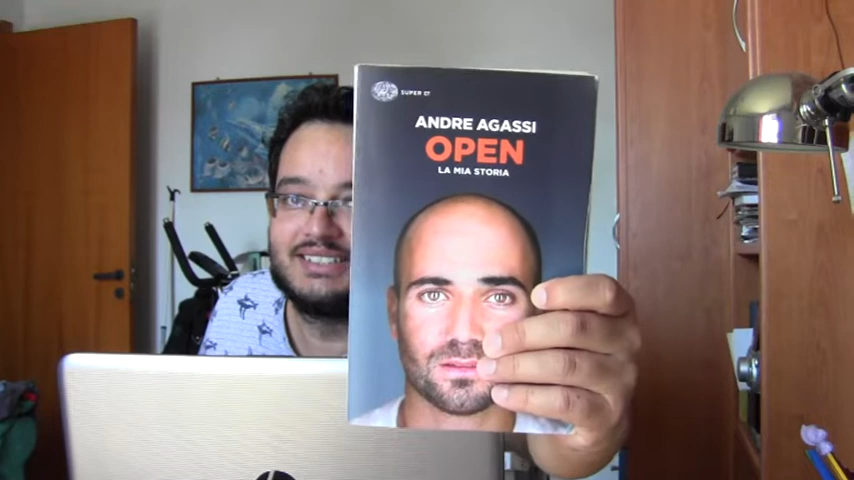 SUPER ET
ANDRE AGASSI
OPEN
LA MIA STORIA